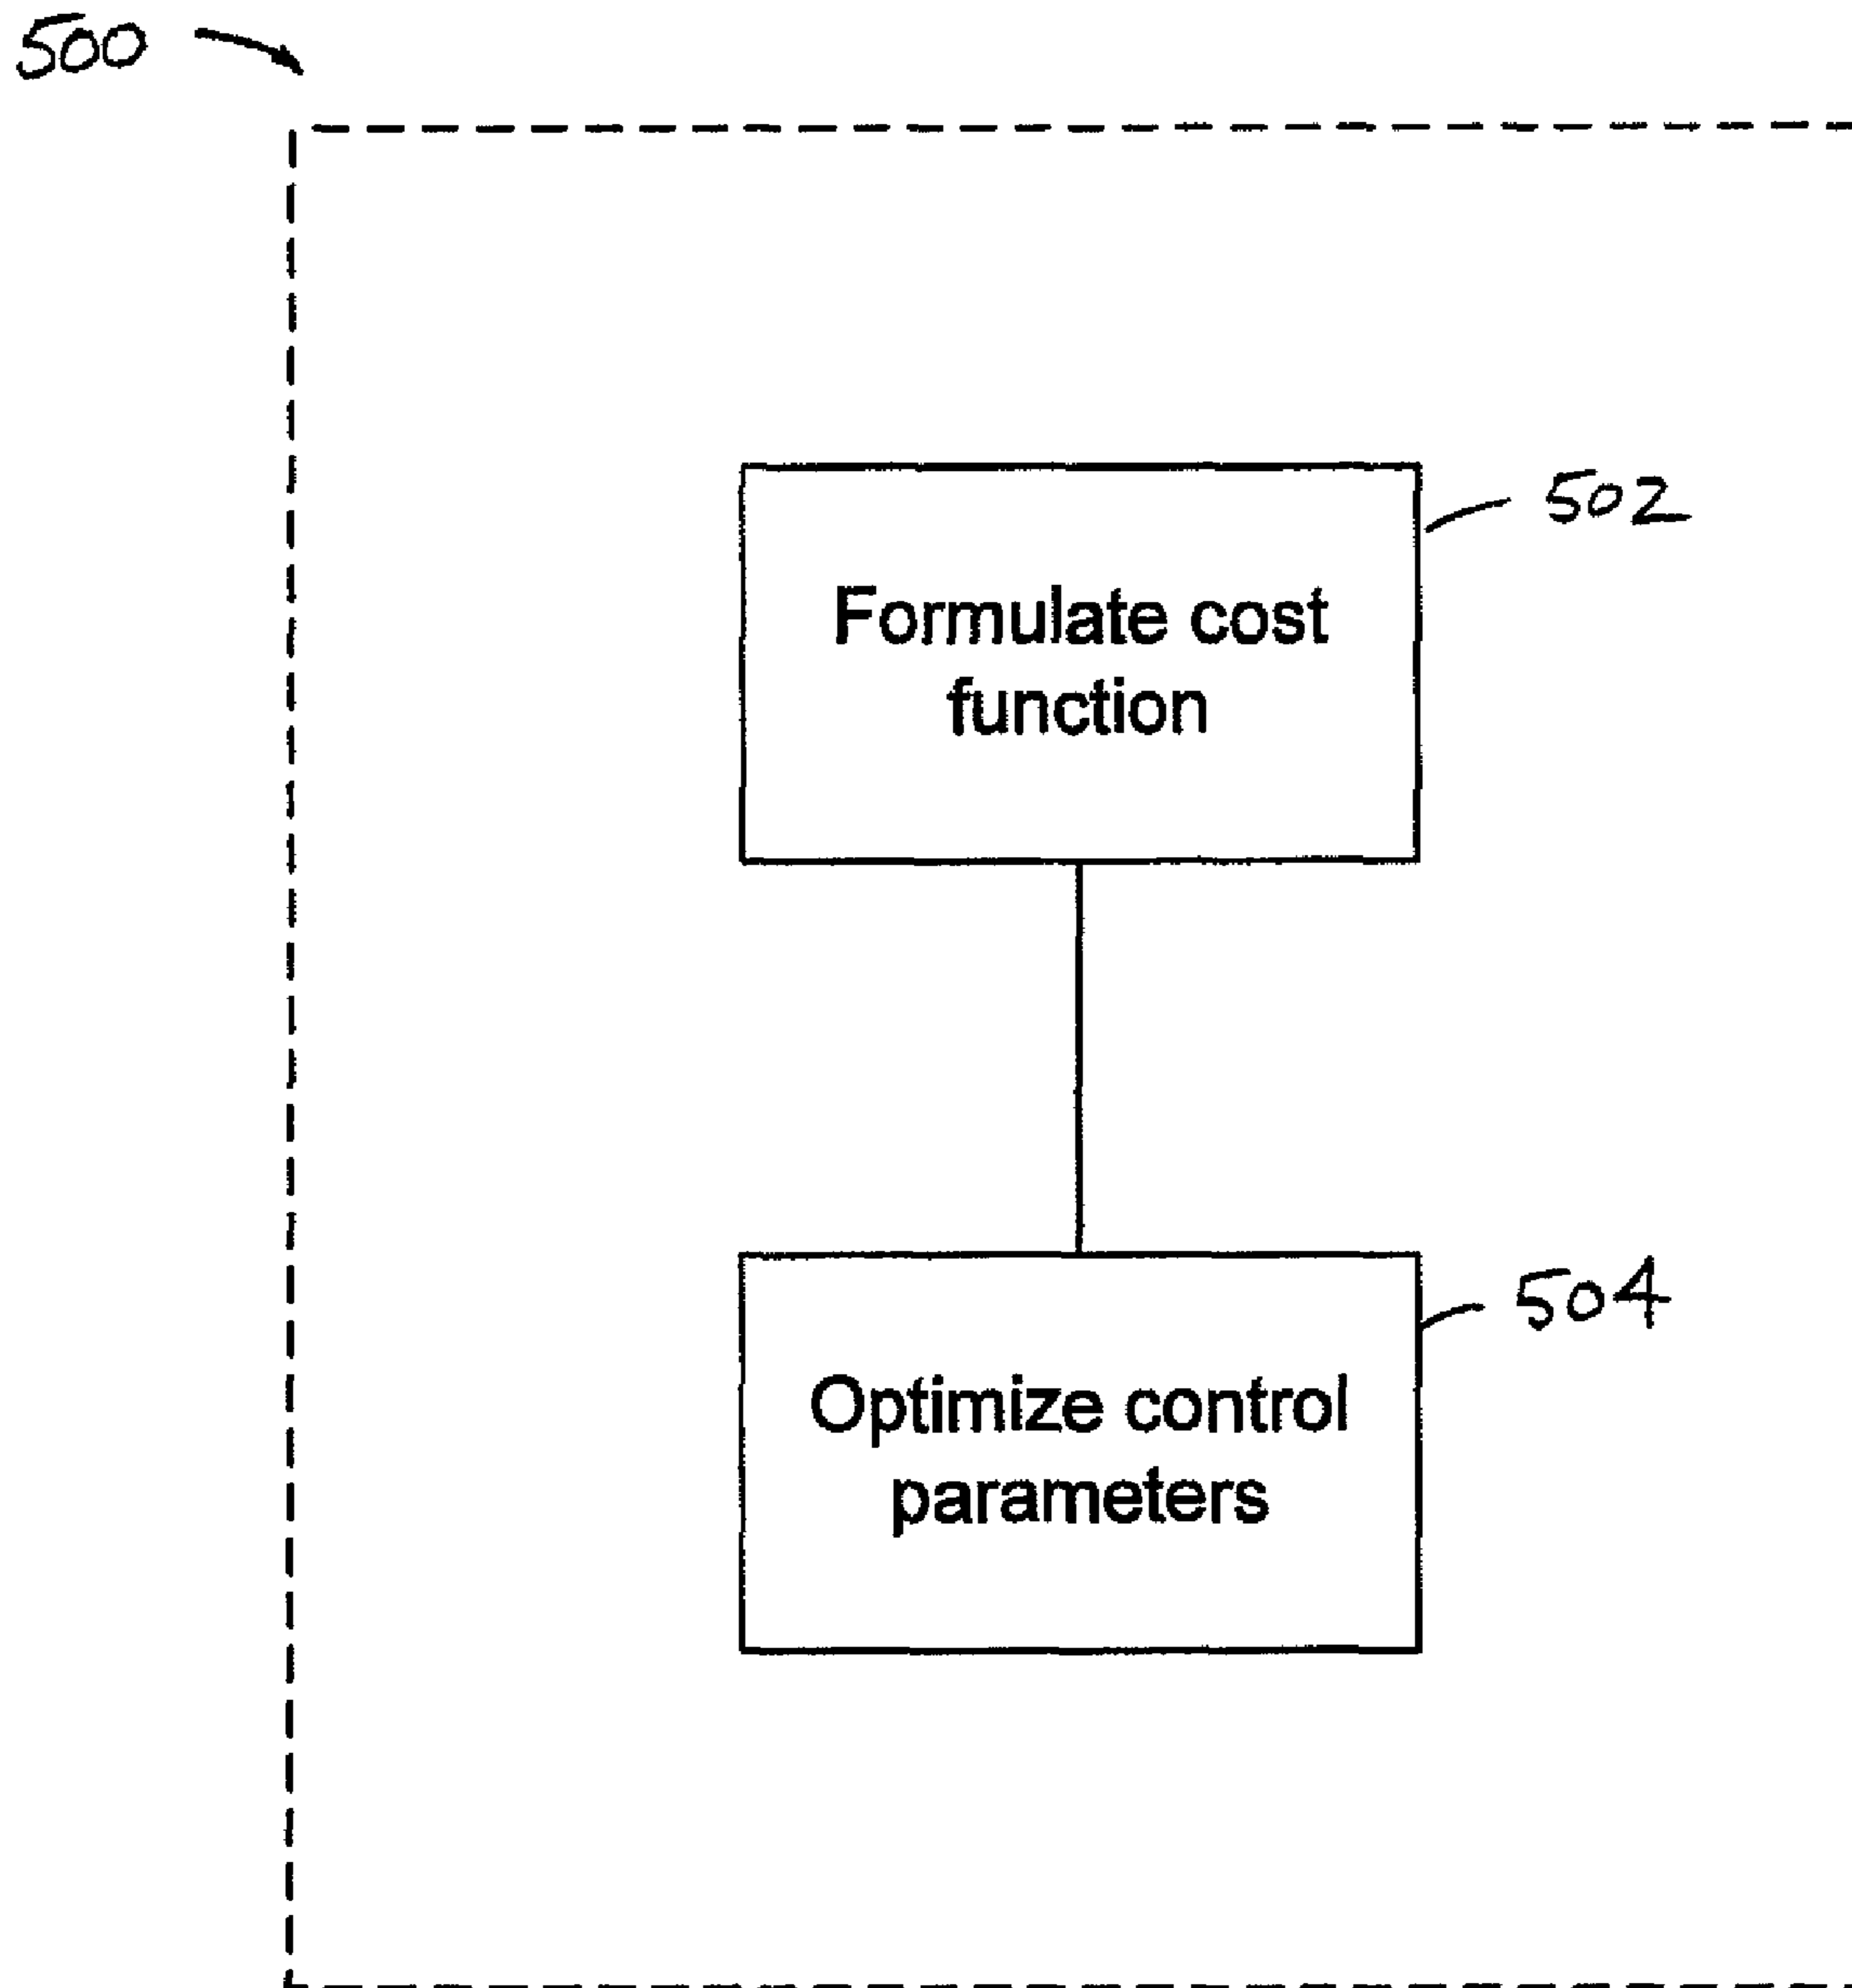 500
502
Formulate cost
function
504
Optimize control
parameters